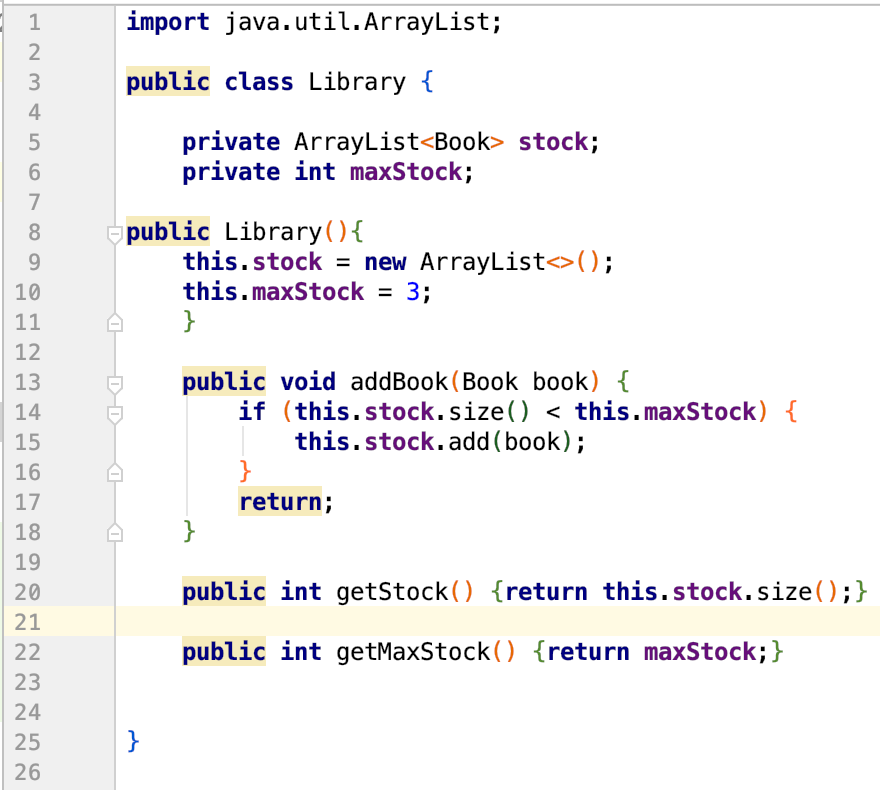 1 import java.util.ArrayList;
2
3 public class Library {
4
5     private ArrayList<Book> stock;
6     private int maxStock;
7
8 public Library(){
9     this.stock = new ArrayList<>();
10     this.maxStock = 3;
11     }
12
13     public void addBook(Book book) {
14         if (this.stock.size() < this.maxStock) {
15             this.stock.add(book);
16         }
17         return;
18     }
19
20     public int getStock() {return this.stock.size();}
21
22     public int getMaxStock() {return maxStock;}
23
24
25 }
26